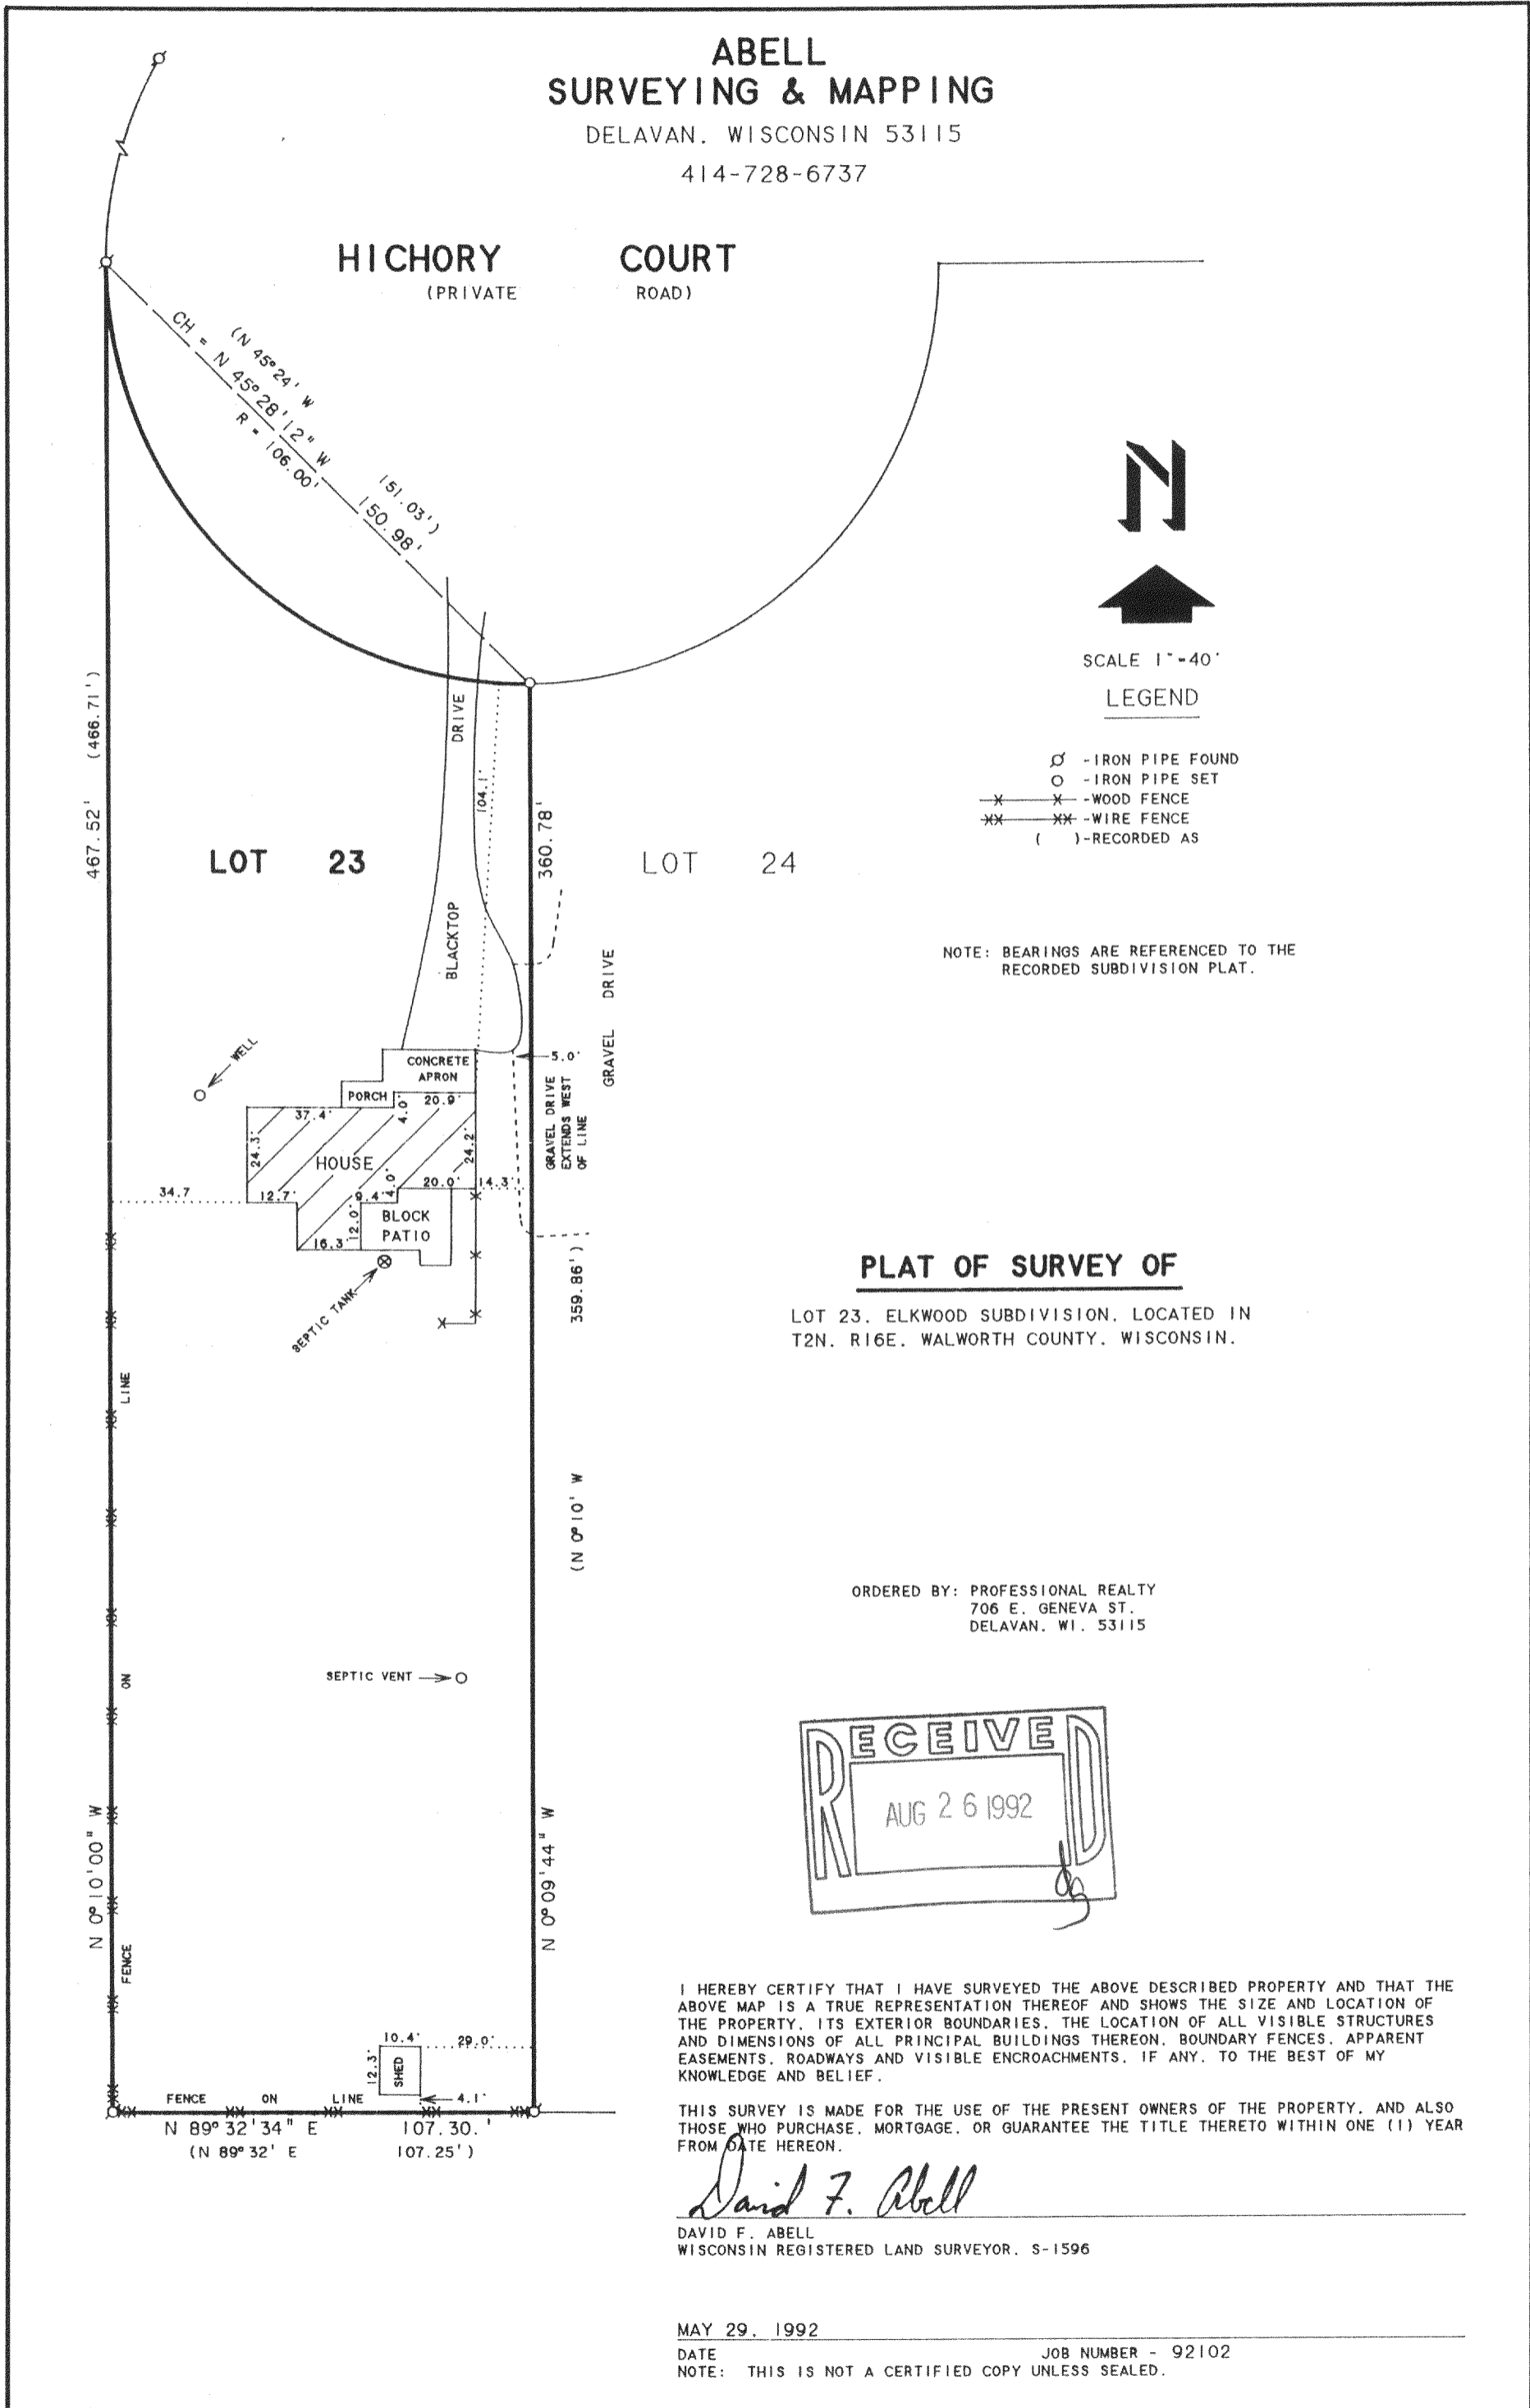 ABELL
SURVEYING & MAPPING
DELAVAN, WISCONSIN 53115
414-728-6737
HICHORY COURT
(PRIVATE ROAD)
(N 45°24' W 151.03')
CH = N 45°28'12" W 150.98'
R = 106.00'
SCALE 1"=40'
LEGEND
-IRON PIPE FOUND
-IRON PIPE SET
-WOOD FENCE
-WIRE FENCE
( )-RECORDED AS
467.52' (466.71')
DRIVE
104.1'
360.78'
LOT 23
LOT 24
BLACKTOP
GRAVEL DRIVE
NOTE: BEARINGS ARE REFERENCED TO THE
RECORDED SUBDIVISION PLAT.
WELL
CONCRETE
APRON
5.0'
PORCH
4.0'
20.9'
37.4'
24.3'
HOUSE
24.2'
GRAVEL DRIVE
EXTENDS WEST
OF LINE
34.7
12.7'
9.4'
4.0'
20.0'
14.3'
12.0'
BLOCK
PATIO
16.3'
SEPTIC TANK
359.86')
PLAT OF SURVEY OF
LOT 23, ELKWOOD SUBDIVISION, LOCATED IN
T2N, R16E, WALWORTH COUNTY, WISCONSIN.
LINE
(N 0°10' W
ORDERED BY: PROFESSIONAL REALTY
706 E. GENEVA ST.
DELAVAN, WI. 53115
ON
SEPTIC VENT
RECEIVED
AUG 26 1992
N 0°10'00" W
N 0°09'44" W
FENCE
I HEREBY CERTIFY THAT I HAVE SURVEYED THE ABOVE DESCRIBED PROPERTY AND THAT THE
ABOVE MAP IS A TRUE REPRESENTATION THEREOF AND SHOWS THE SIZE AND LOCATION OF
THE PROPERTY, ITS EXTERIOR BOUNDARIES, THE LOCATION OF ALL VISIBLE STRUCTURES
AND DIMENSIONS OF ALL PRINCIPAL BUILDINGS THEREON, BOUNDARY FENCES, APPARENT
EASEMENTS, ROADWAYS AND VISIBLE ENCROACHMENTS, IF ANY, TO THE BEST OF MY
KNOWLEDGE AND BELIEF.
10.4'
29.0'
12.3'
SHED
4.1'
FENCE ON LINE
N 89°32'34" E 107.30.'
(N 89°32' E 107.25')
THIS SURVEY IS MADE FOR THE USE OF THE PRESENT OWNERS OF THE PROPERTY, AND ALSO
THOSE WHO PURCHASE, MORTGAGE, OR GUARANTEE THE TITLE THERETO WITHIN ONE (1) YEAR
FROM DATE HEREON.
David F. Abell
DAVID F. ABELL
WISCONSIN REGISTERED LAND SURVEYOR, S-1596
MAY 29, 1992
DATE JOB NUMBER - 92102
NOTE: THIS IS NOT A CERTIFIED COPY UNLESS SEALED.